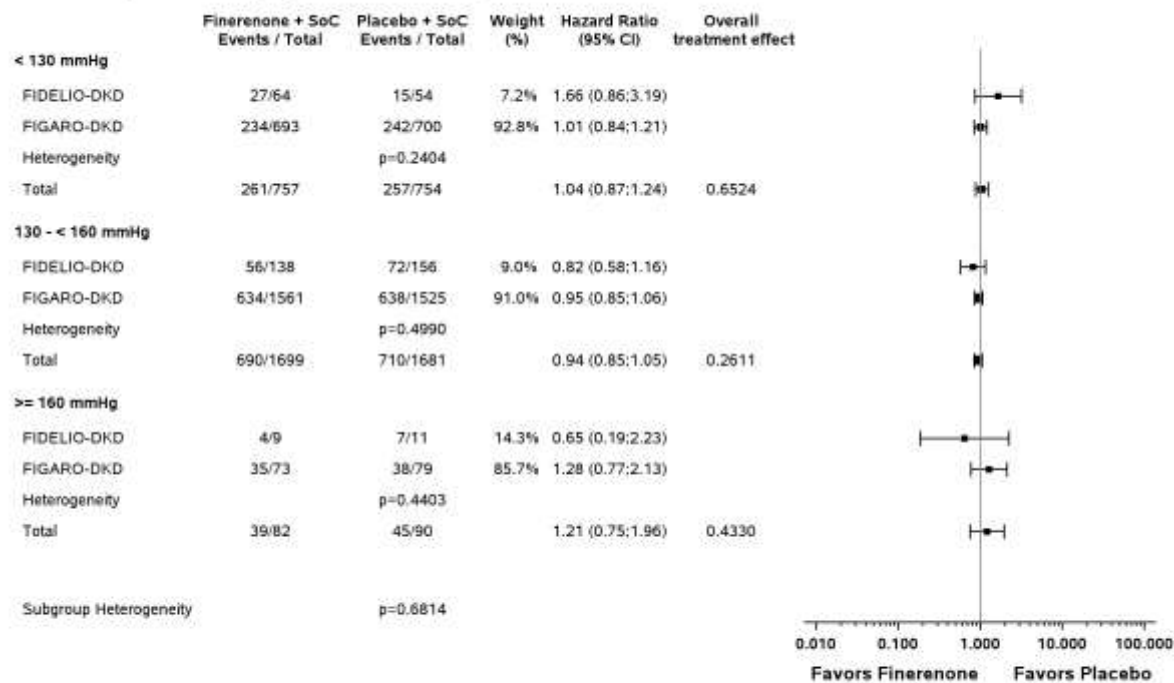 Finerenone + SoC Placebo + SoC Weight Hazard Ratio Overall
Events / Total Events / Total (%) (95% CI) treatment effect
< 130 mmHg
FIDELIO-DKD 27/64 15/54 7.2% 1.66 (0.86;3.19)
FIGARO-DKD 234/693 242/700 92.8% 1.01 (0.84;1.21)
Heterogeneity p=0.2404
Total 261/757 257/754 1.04 (0.87;1.24) 0.6524
130 - < 160 mmHg
FIDELIO-DKD 56/138 72/156 9.0% 0.82 (0.58;1.16)
FIGARO-DKD 634/1561 638/1525 91.0% 0.95 (0.85;1.06)
Heterogeneity p=0.4990
Total 690/1699 710/1681 0.94 (0.85;1.05) 0.2611
>= 160 mmHg
FIDELIO-DKD 4/9 7/11 14.3% 0.65 (0.19;2.23)
FIGARO-DKD 35/73 38/79 85.7% 1.28 (0.77;2.13)
Heterogeneity p=0.4403
Total 39/82 45/90 1.21 (0.75;1.96) 0.4330
Subgroup Heterogeneity p=0.6814
0.010 0.100 1.000 10.000 100.000
Favors Finerenone Favors Placebo